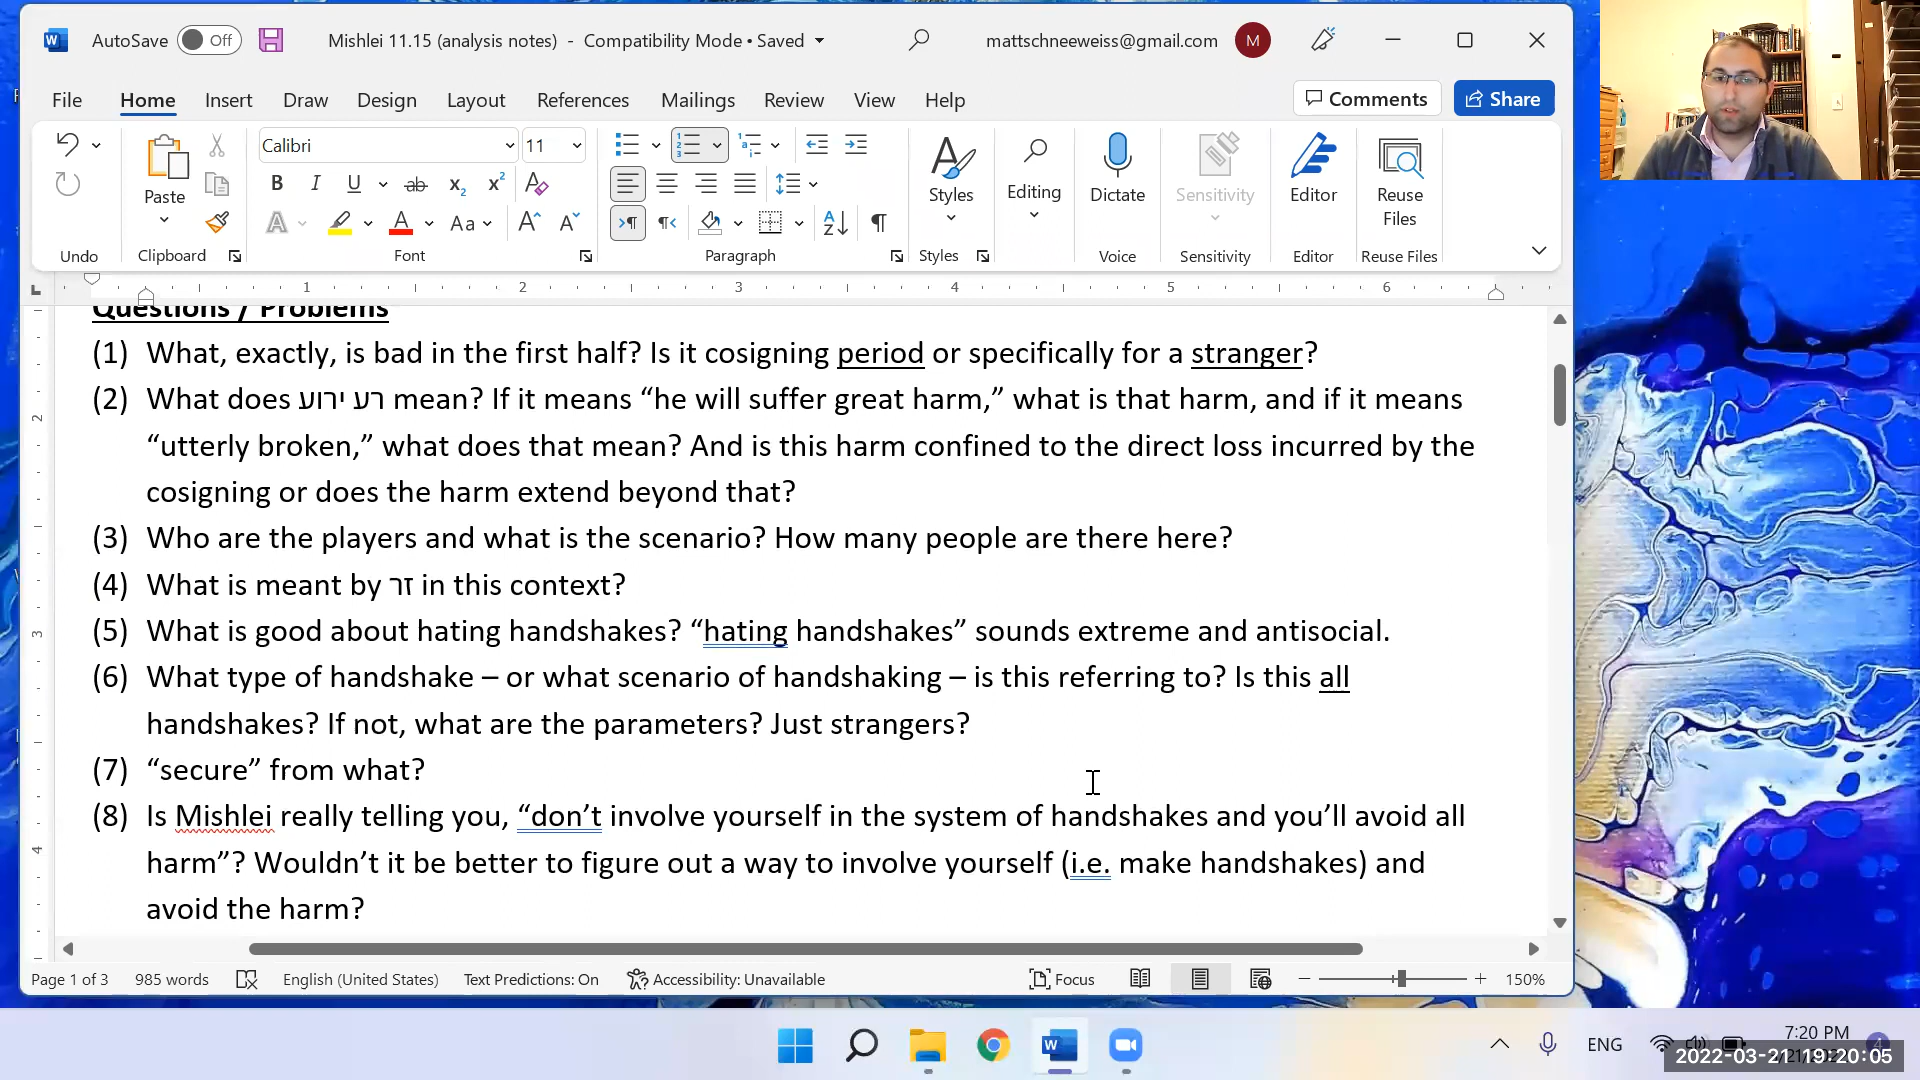 AutoSave Off Mishlei 11.15 (analysis notes) - Compatibility Mode • Saved mattschneeweiss@gmail.com M
File Home Insert Draw Design Layout References Mailings Review View Help Comments Share
Calibri 11
Paste Styles Editing Dictate Sensitivity Editor Reuse Files
Undo Clipboard Font Paragraph Styles Voice Sensitivity Editor Reuse Files
1 2 3 4 5 6
Questions / Problems
(1) What, exactly, is bad in the first half? Is it cosigning period or specifically for a stranger?
(2) What does רע ירוע mean? If it means “he will suffer great harm,” what is that harm, and if it means
“utterly broken,” what does that mean? And is this harm confined to the direct loss incurred by the
cosigning or does the harm extend beyond that?
(3) Who are the players and what is the scenario? How many people are there here?
(4) What is meant by זר in this context?
(5) What is good about hating handshakes? “hating handshakes” sounds extreme and antisocial.
(6) What type of handshake – or what scenario of handshaking – is this referring to? Is this all
handshakes? If not, what are the parameters? Just strangers?
(7) “secure” from what?
(8) Is Mishlei really telling you, “don’t involve yourself in the system of handshakes and you’ll avoid all
harm”? Wouldn’t it be better to figure out a way to involve yourself (i.e. make handshakes) and
avoid the harm?
Page 1 of 3 985 words English (United States) Text Predictions: On Accessibility: Unavailable Focus 150%
ENG 7:20 PM
2022-03-21 19:20:05